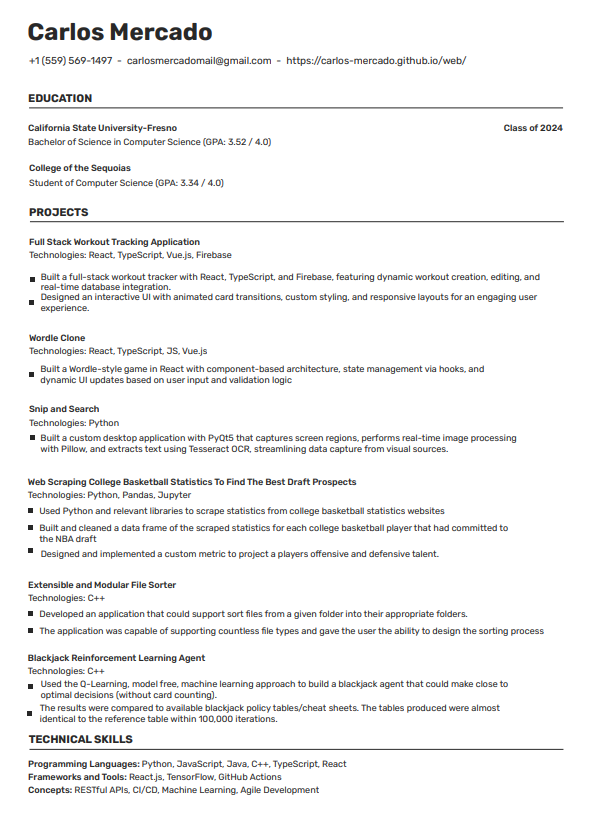 Carlos Mercado
+1 (559) 569-1497 - carlosmercadomail@gmail.com - https://carlos-mercado.github.io/web/
EDUCATION
California State University-Fresno Class of 2024
Bachelor of Science in Computer Science (GPA: 3.52 / 4.0)
College of the Sequoias
Student of Computer Science (GPA: 3.34 / 4.0)
PROJECTS
Full Stack Workout Tracking Application
Technologies: React, TypeScript, Vue.js, Firebase
Built a full-stack workout tracker with React, TypeScript, and Firebase, featuring dynamic workout creation, editing, and
real-time database integration.
Designed an interactive UI with animated card transitions, custom styling, and responsive layouts for an engaging user
experience.
Wordle Clone
Technologies: React, TypeScript, JS, Vue.js
Built a Wordle-style game in React with component-based architecture, state management via hooks, and
dynamic UI updates based on user input and validation logic
Snip and Search
Technologies: Python
Built a custom desktop application with PyQt5 that captures screen regions, performs real-time image processing
with Pillow, and extracts text using Tesseract OCR, streamlining data capture from visual sources.
Web Scraping College Basketball Statistics To Find The Best Draft Prospects
Technologies: Python, Pandas, Jupyter
Used Python and relevant libraries to scrape statistics from college basketball statistics websites
Built and cleaned a data frame of the scraped statistics for each college basketball player that had committed to
the NBA draft
Designed and implemented a custom metric to project a players offensive and defensive talent.
Extensible and Modular File Sorter
Technologies: C++
Developed an application that could support sort files from a given folder into their appropriate folders.
The application was capable of supporting countless file types and gave the user the ability to design the sorting process
Blackjack Reinforcement Learning Agent
Technologies: C++
Used the Q-Learning, model free, machine learning approach to build a blackjack agent that could make close to
optimal decisions (without card counting).
The results were compared to available blackjack policy tables/cheat sheets. The tables produced were almost
identical to the reference table within 100,000 iterations.
TECHNICAL SKILLS
Programming Languages: Python, JavaScript, Java, C++, TypeScript, React
Frameworks and Tools: React.js, TensorFlow, GitHub Actions
Concepts: RESTful APIs, CI/CD, Machine Learning, Agile Development